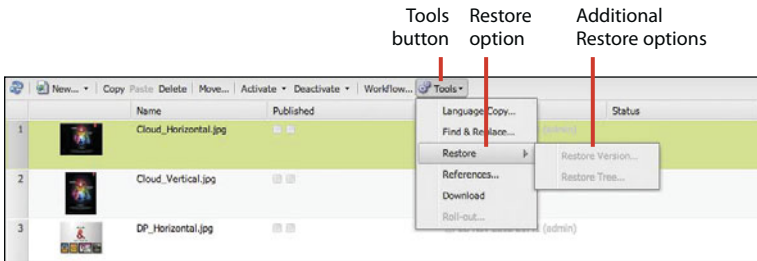 Tools button
Restore option
Additional Restore options
New... Copy Paste Delete Move... Activate Deactivate Workflow... Tools
Name Published Status
1 Cloud_Horizontal.jpg (admin)
2 Cloud_Vertical.jpg
3 DP_Horizontal.jpg (admin)
Language Copy...
Find & Replace...
Restore
References...
Download
Roll-out...
Restore Version...
Restore Tree...